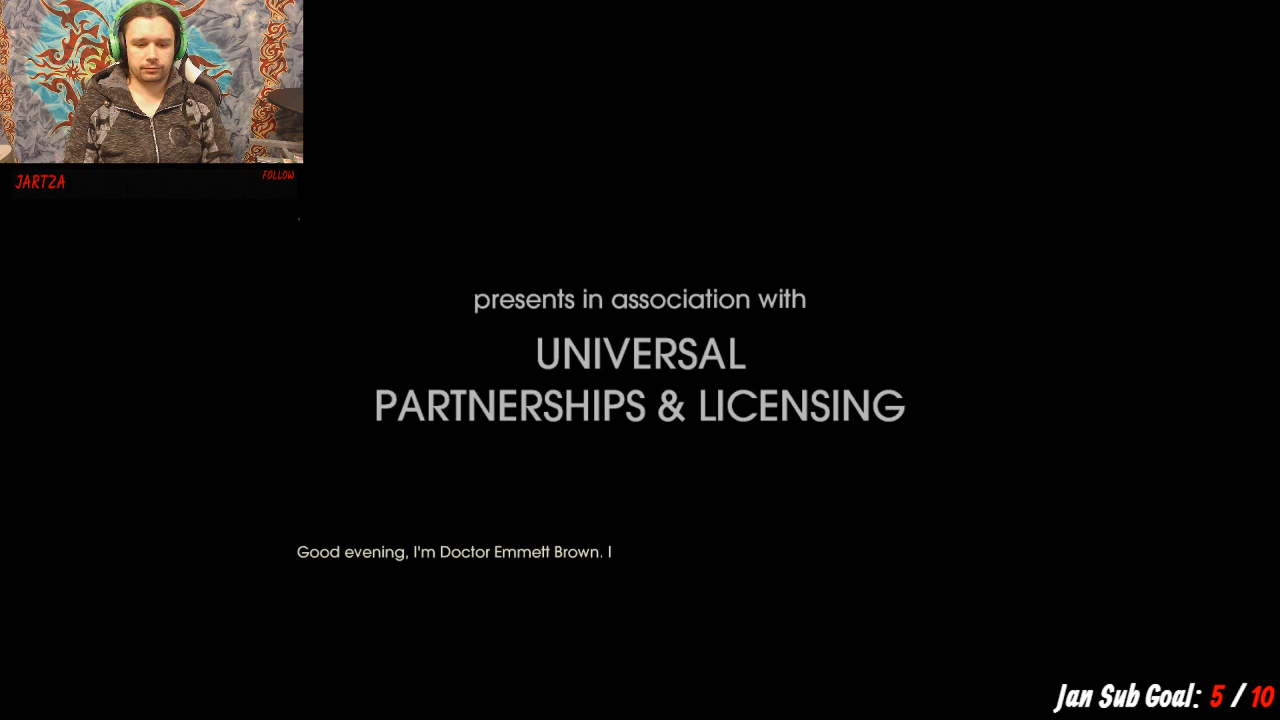 JARTZA
FOLLOW
presents in association with
UNIVERSAL
PARTNERSHIPS & LICENSING
Good evening, I'm Doctor Emmett Brown. I
Jan Sub Goal: 5 / 10